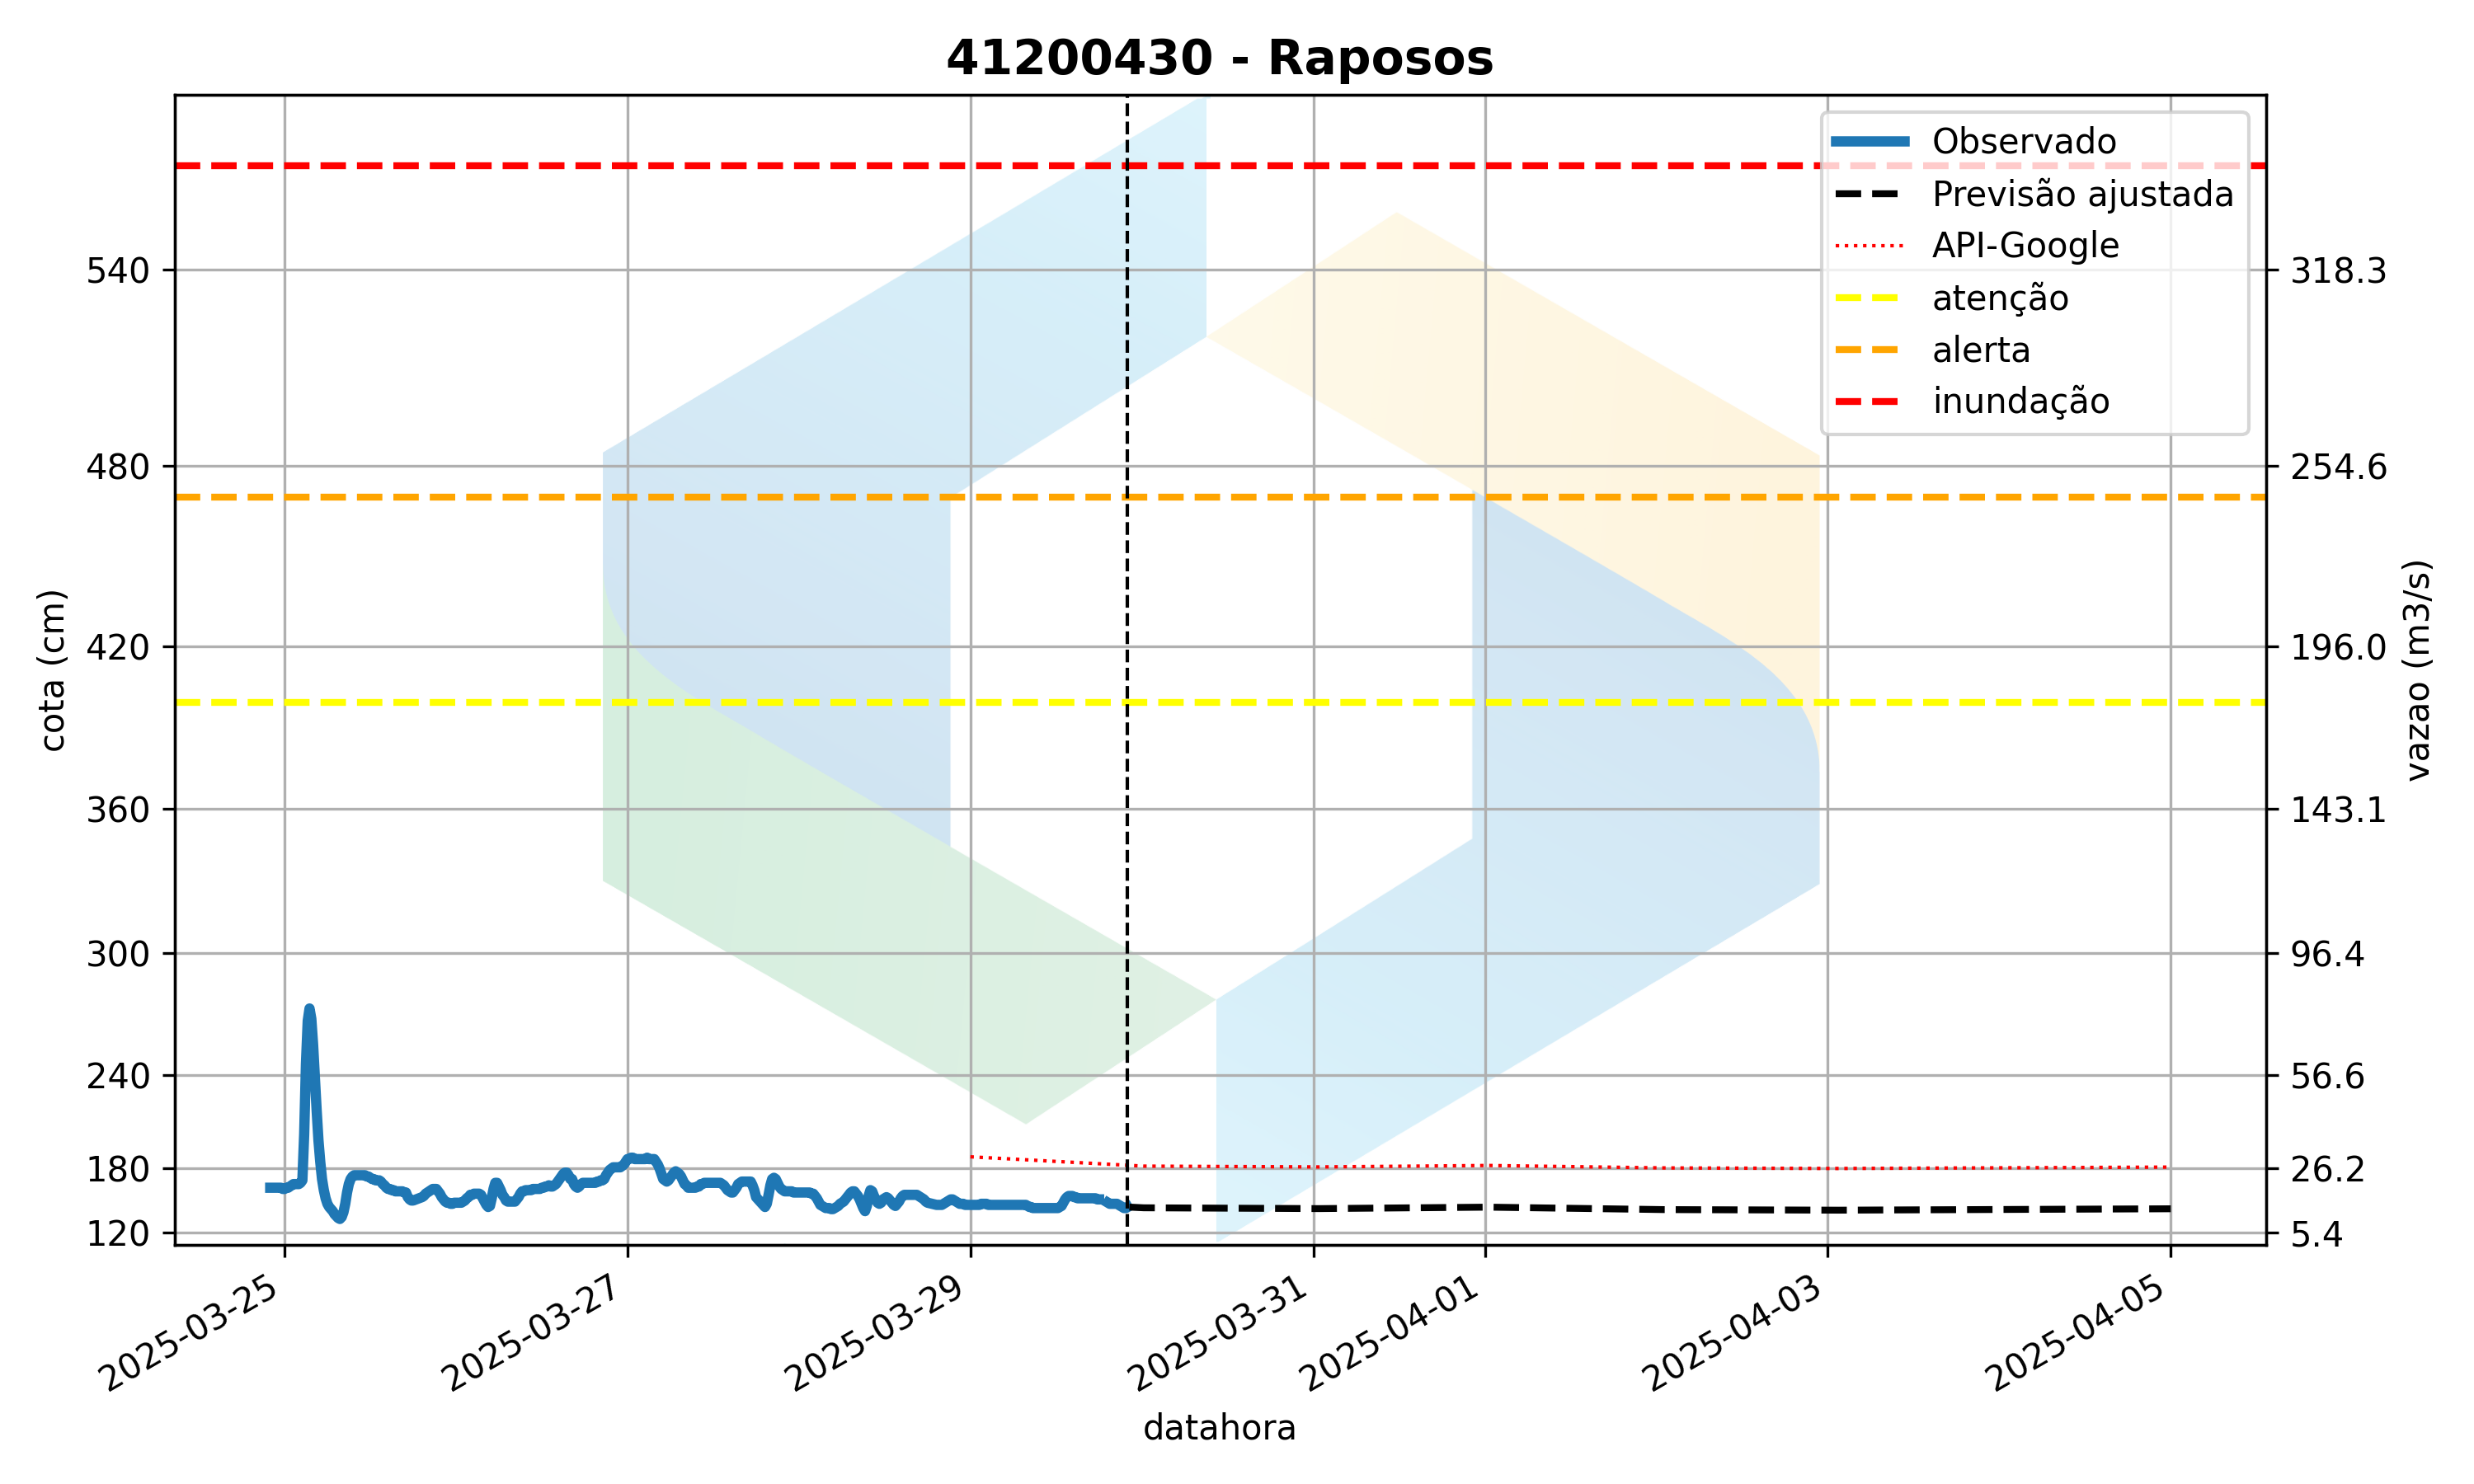 41200430 - Raposos
Observado
Previsão ajustada
API-Google
atenção
alerta
inundação
540
480
420
360
300
240
180
120
cota (cm)
318.3
254.6
196.0
143.1
96.4
56.6
26.2
5.4
vazao (m3/s)
2025-03-25
2025-03-27
2025-03-29
2025-03-31
2025-04-01
2025-04-03
2025-04-05
datahora